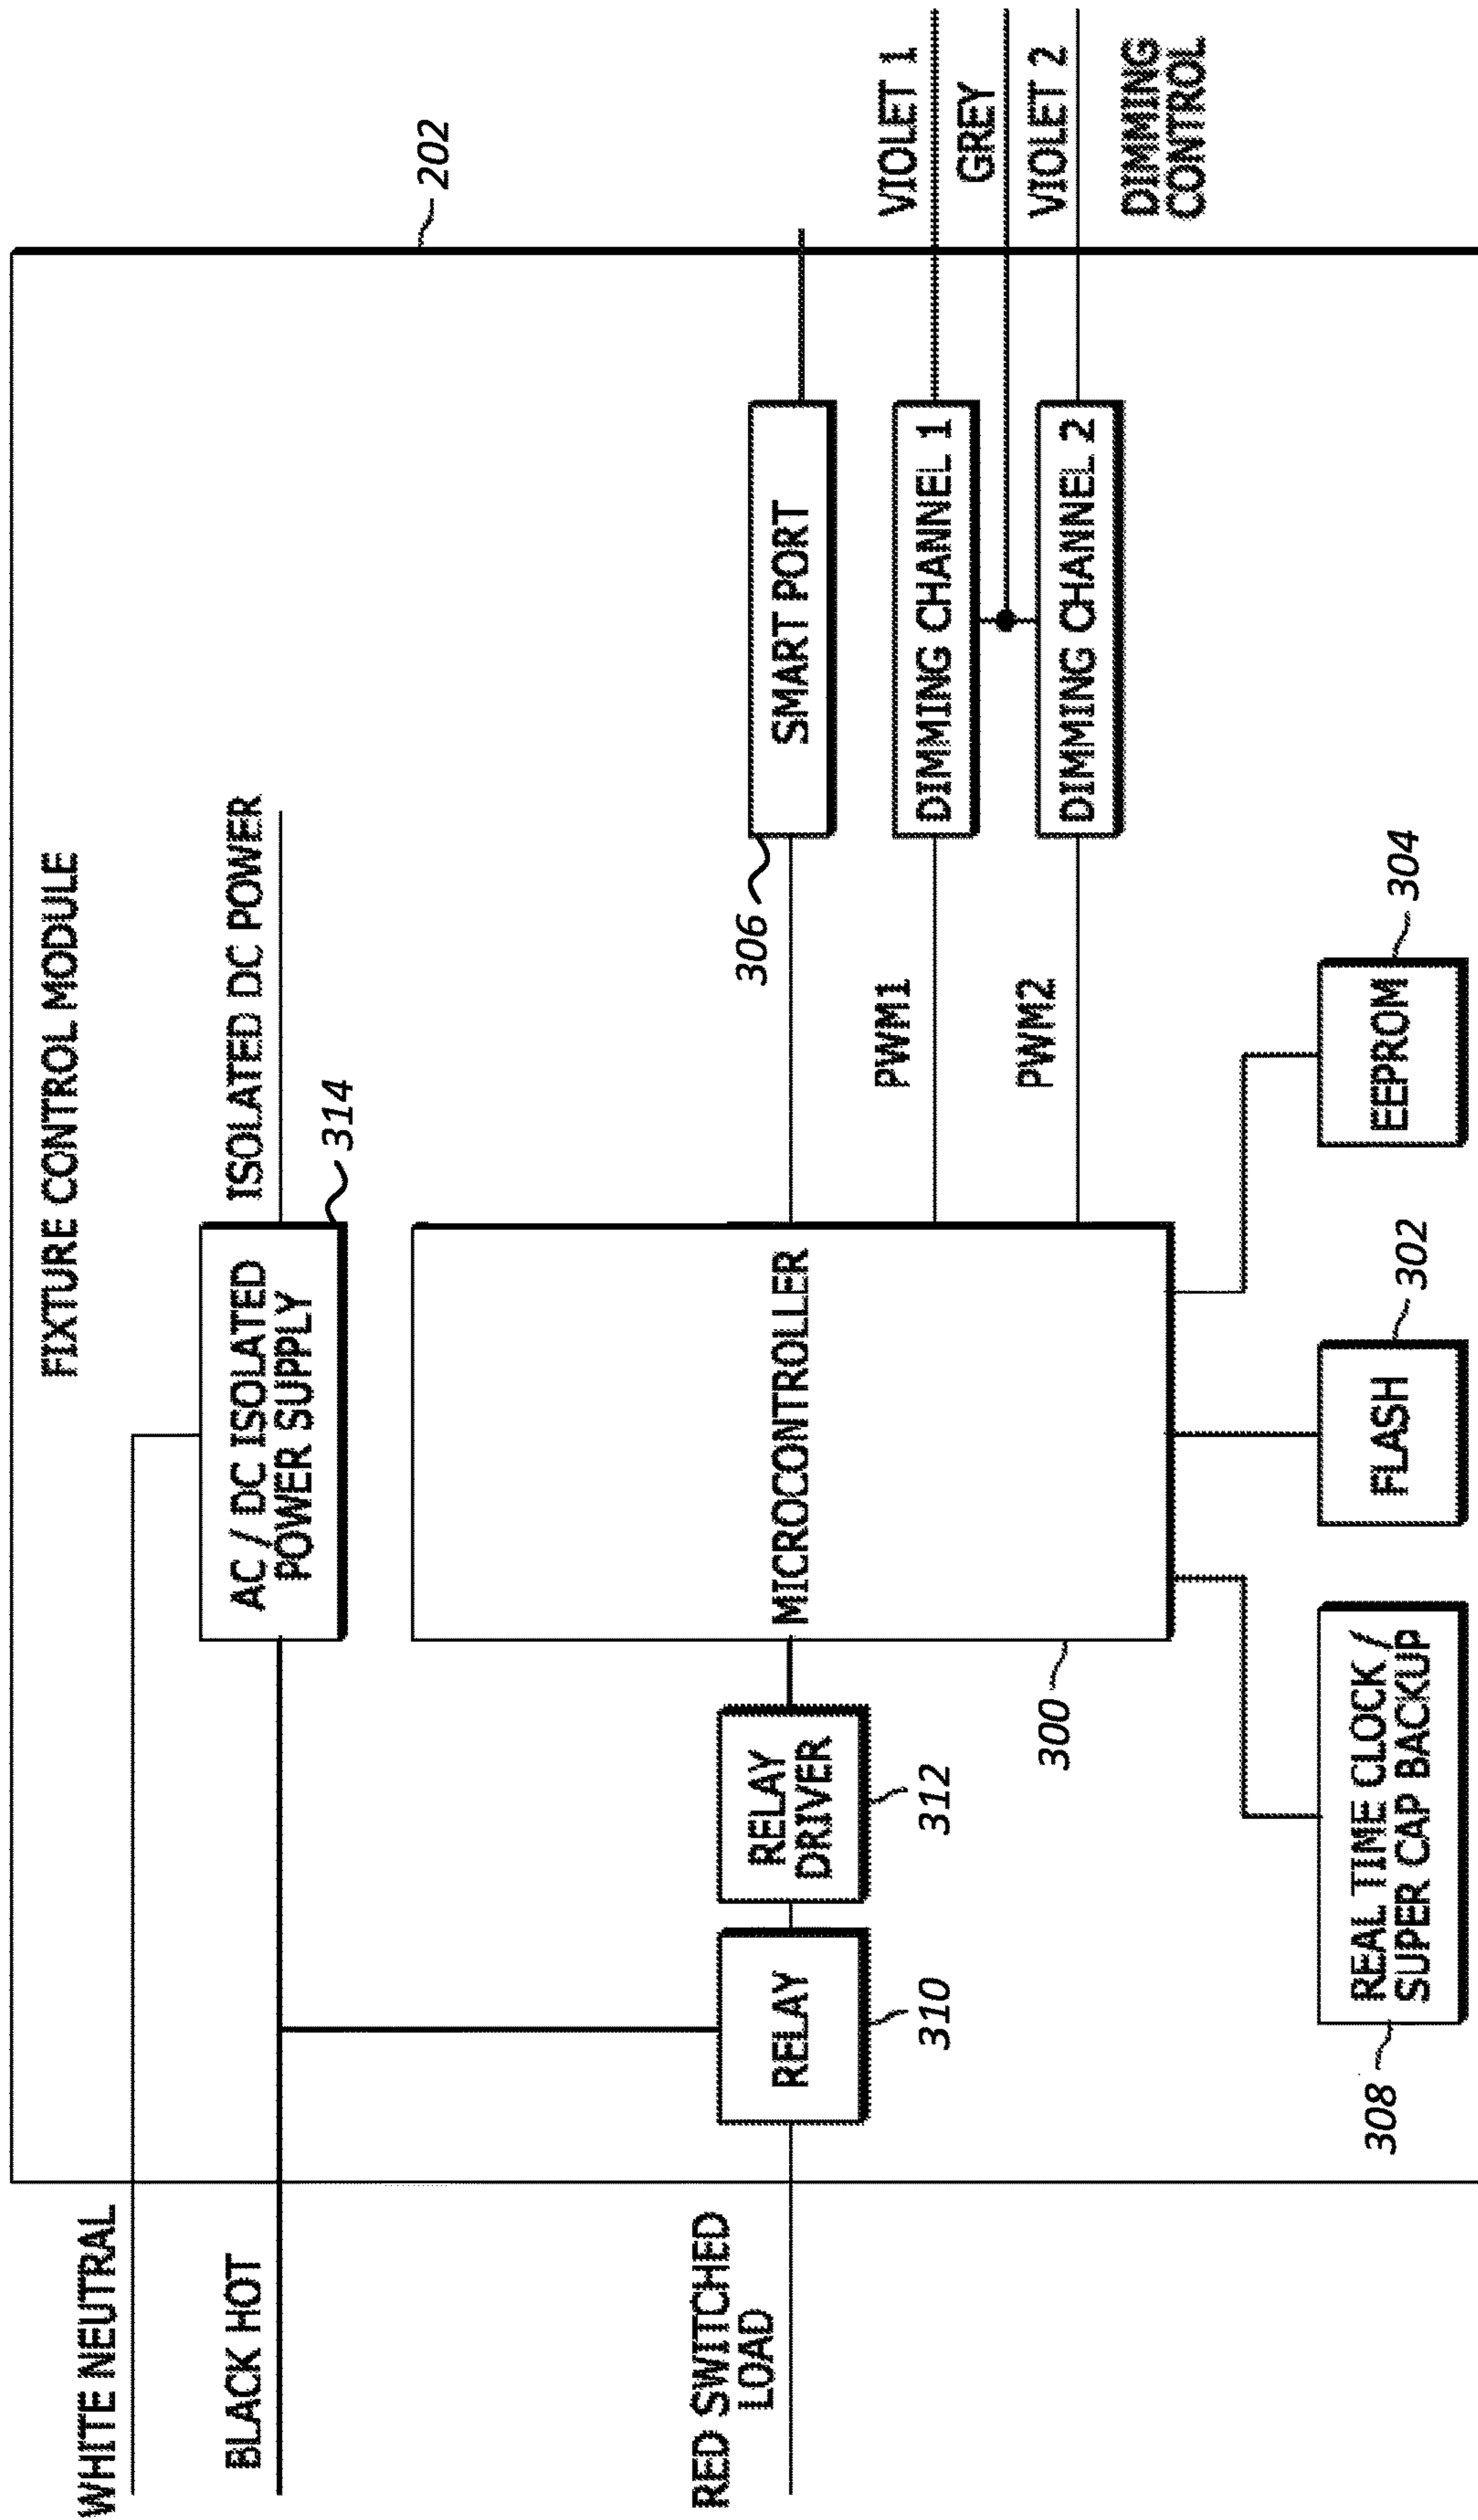 FIXTURE CONTROL MODULE
202
WHITE NEUTRAL
BLACK HOT
AC / DC ISOLATED
POWER SUPPLY
ISOLATED DC POWER
314
RED SWITCHED
LOAD
RELAY
310
RELAY
DRIVER
312
MICROCONTROLLER
300
306
SMART PORT
PWM1
DIMMING CHANNEL 1
VIOLET 1
GREY
PWM2
DIMMING CHANNEL 2
VIOLET 2
DIMMING
CONTROL
308
REAL TIME CLOCK /
SUPER CAP BACKUP
FLASH
302
EEPROM
304